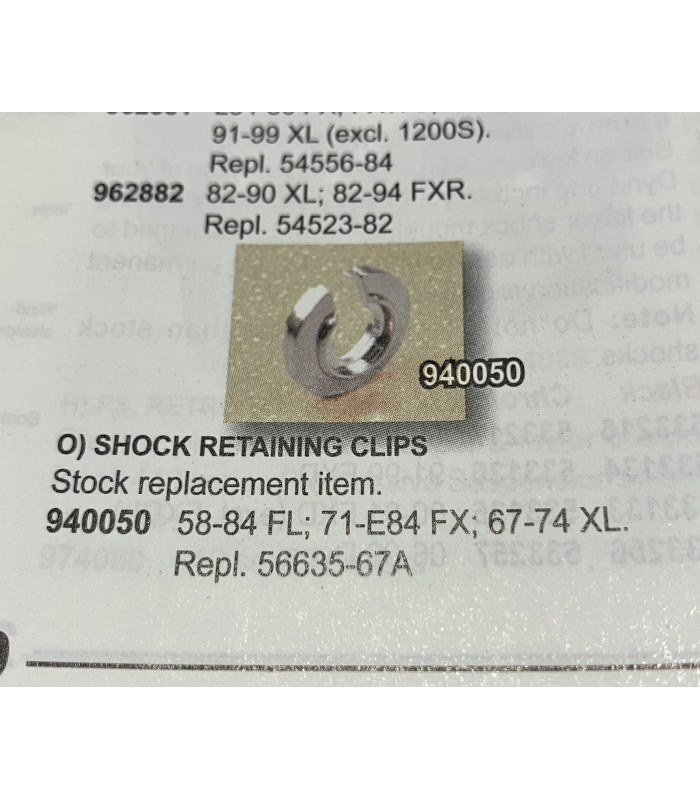 91-99 XL (excl. 1200S).
Repl. 54556-84
962882 82-90 XL; 82-94 FXR.
Repl. 54523-82
940050
O) SHOCK RETAINING CLIPS
Stock replacement item.
940050 58-84 FL; 71-E84 FX; 67-74 XL.
Repl. 56635-67A